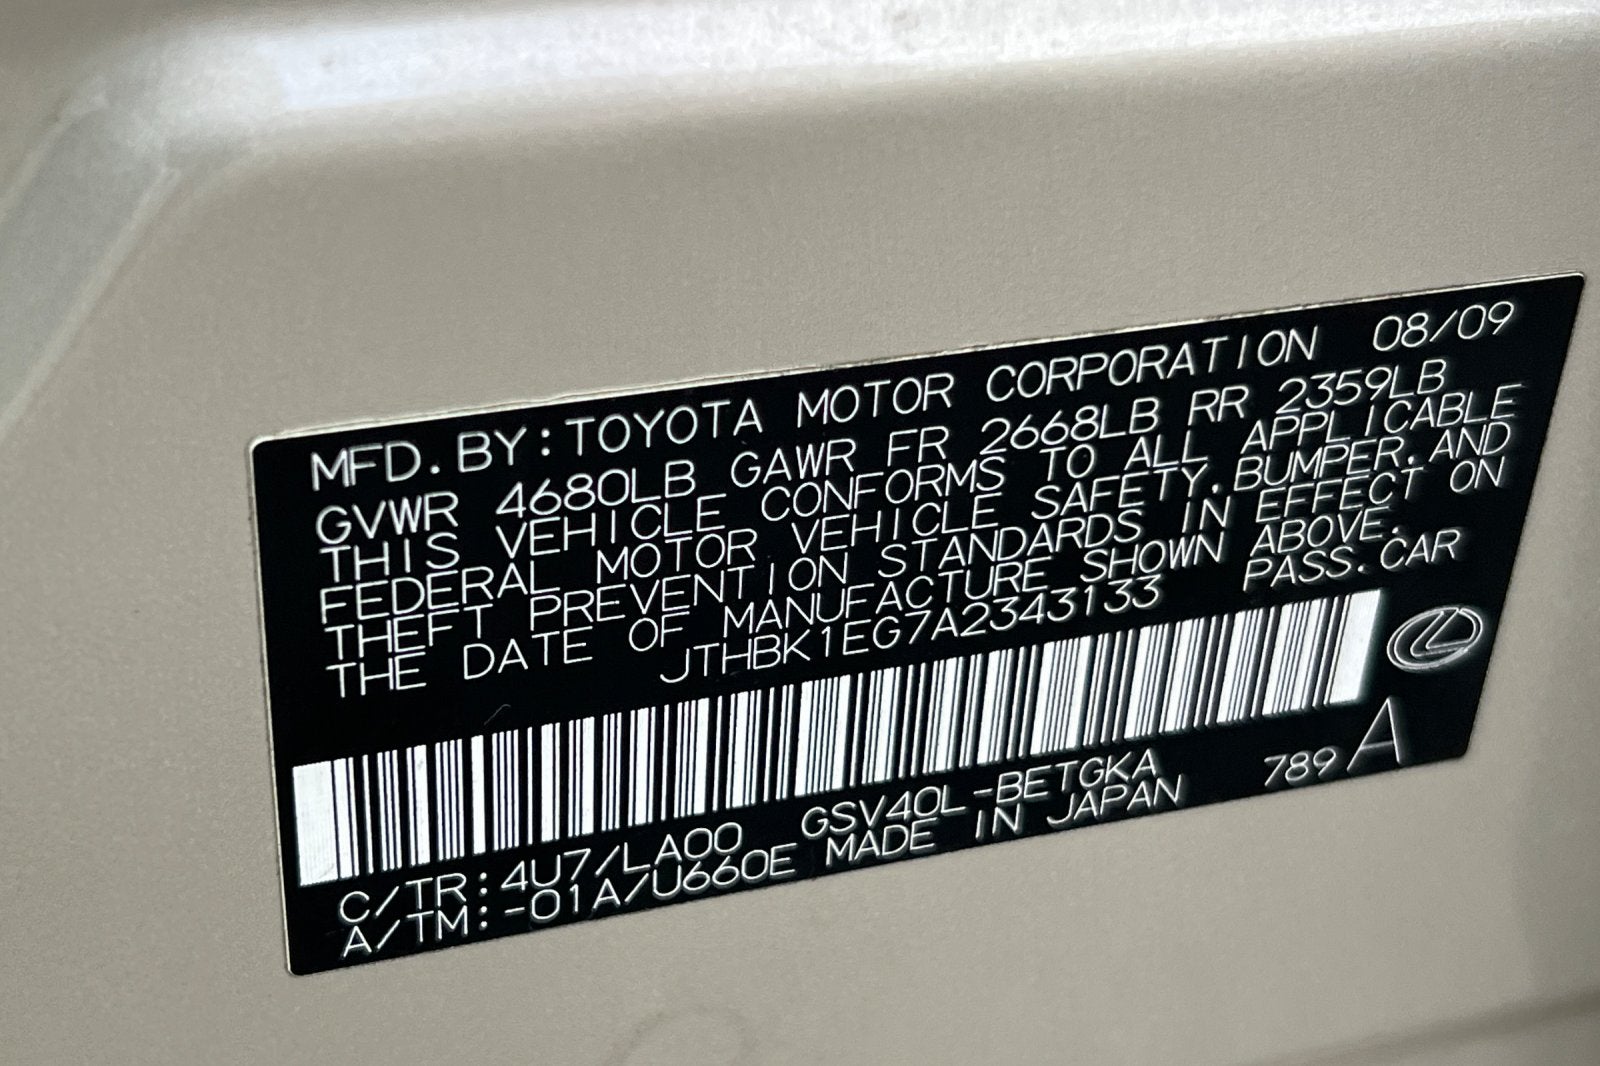 MFD. BY: TOYOTA MOTOR CORPORATION 08/09
GVWR 4680LB GAWR FR 2668LB RR 2359LB
THIS VEHICLE CONFORMS TO ALL APPLICABLE
FEDERAL MOTOR VEHICLE SAFETY, BUMPER, AND
THEFT PREVENTION STANDARDS IN EFFECT ON
THE DATE OF MANUFACTURE SHOWN ABOVE.
JTHBK1EG7A2343133 PASS. CAR
C/TR: 4U7/LA00 GSV40L-BETGKA 789 A
A/TM: -01A/U660E MADE IN JAPAN